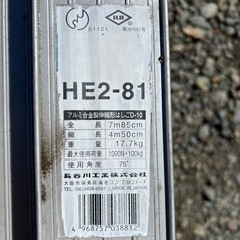 H&B
S1121
HE2-81
アルミ合金製伸縮形はしごD-10
全長 7m85cm
縮長 4m50cm
質量 17.7kg
最大使用荷重 1000N・100kg
使用角度 75°
長谷川工業株式会社
MADE IN JAPAN
4 968757 038812